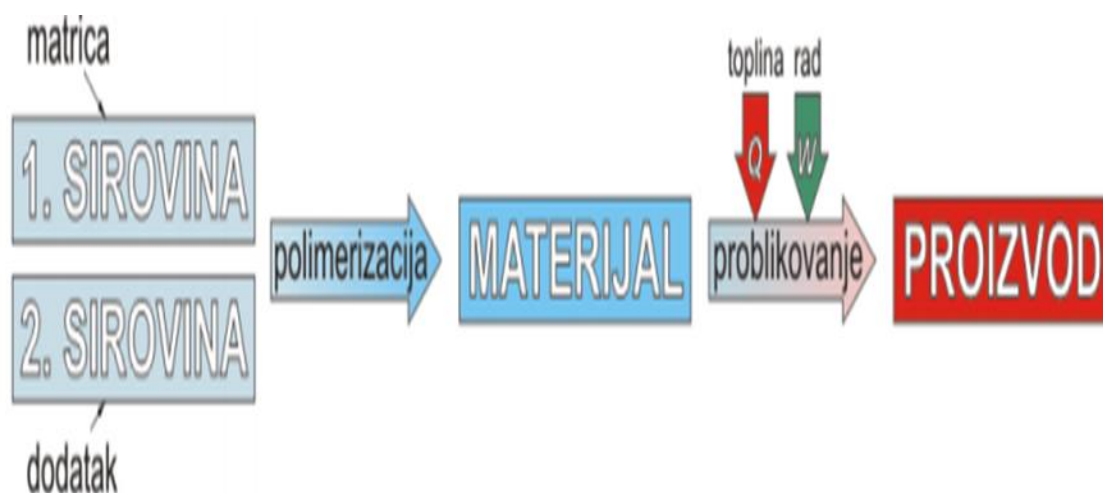 matrica
1. SIROVINA
2. SIROVINA
dodatak
polimerizacija
MATERIJAL
toplina rad
Q W
problikovanje
PROIZVOD